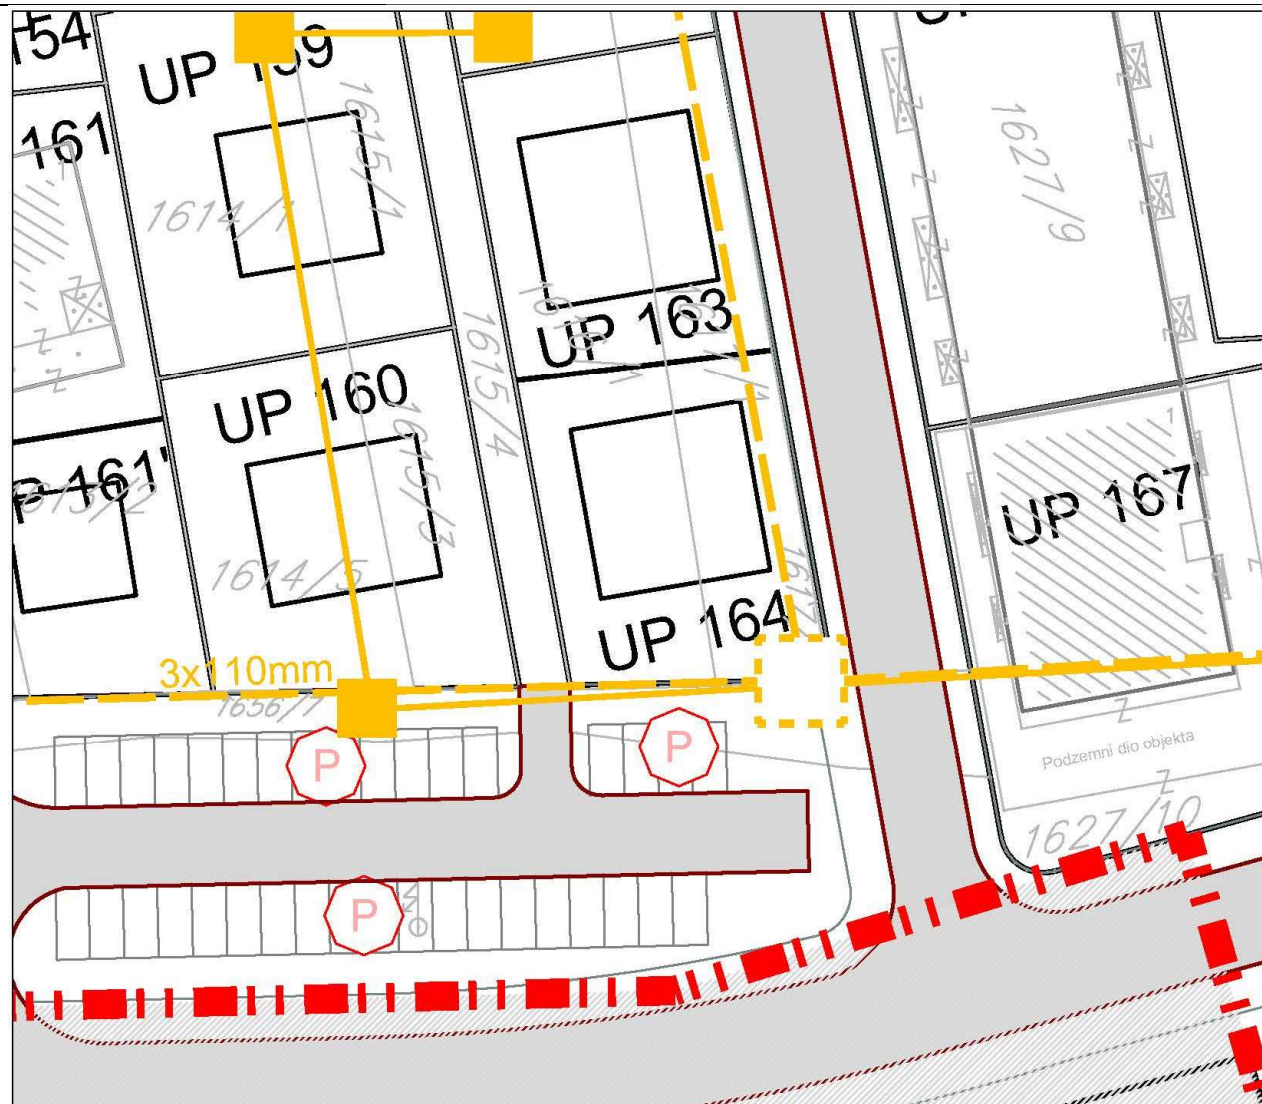 154
UP 159
161
1615/1
1614/1
1627/9
UP 163
1615/4
UP 160
1615/3
UP 167
P 161'
1614/5
UP 164
3x110mm
1656/7
P
P
Podzemni dio objekta
1627/10
P